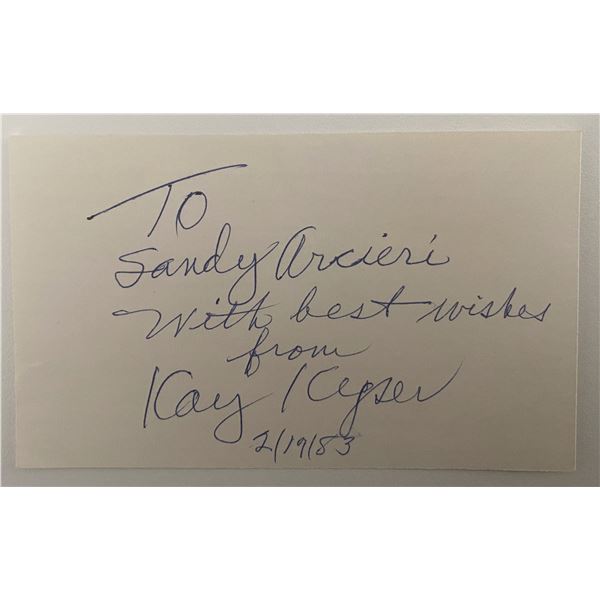 To
Sandy Arcieri
With best wishes
from
Kay Kyser
2/19/83